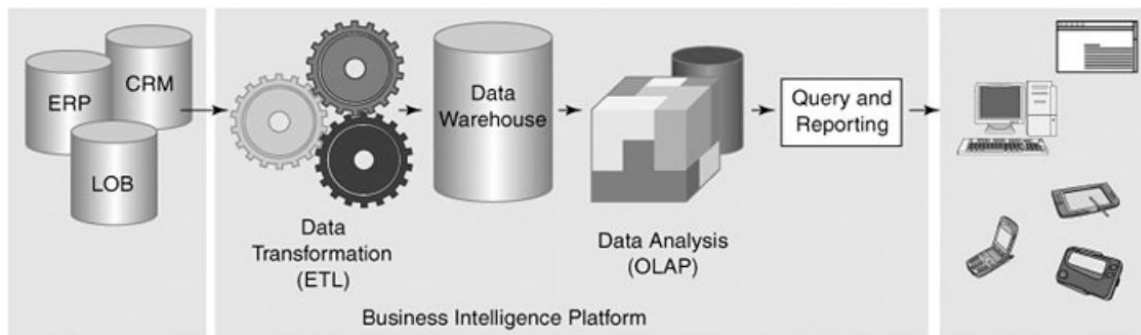 ERP
CRM
LOB
Data
Transformation
(ETL)
Data
Warehouse
Data Analysis
(OLAP)
Query and
Reporting
Business Intelligence Platform